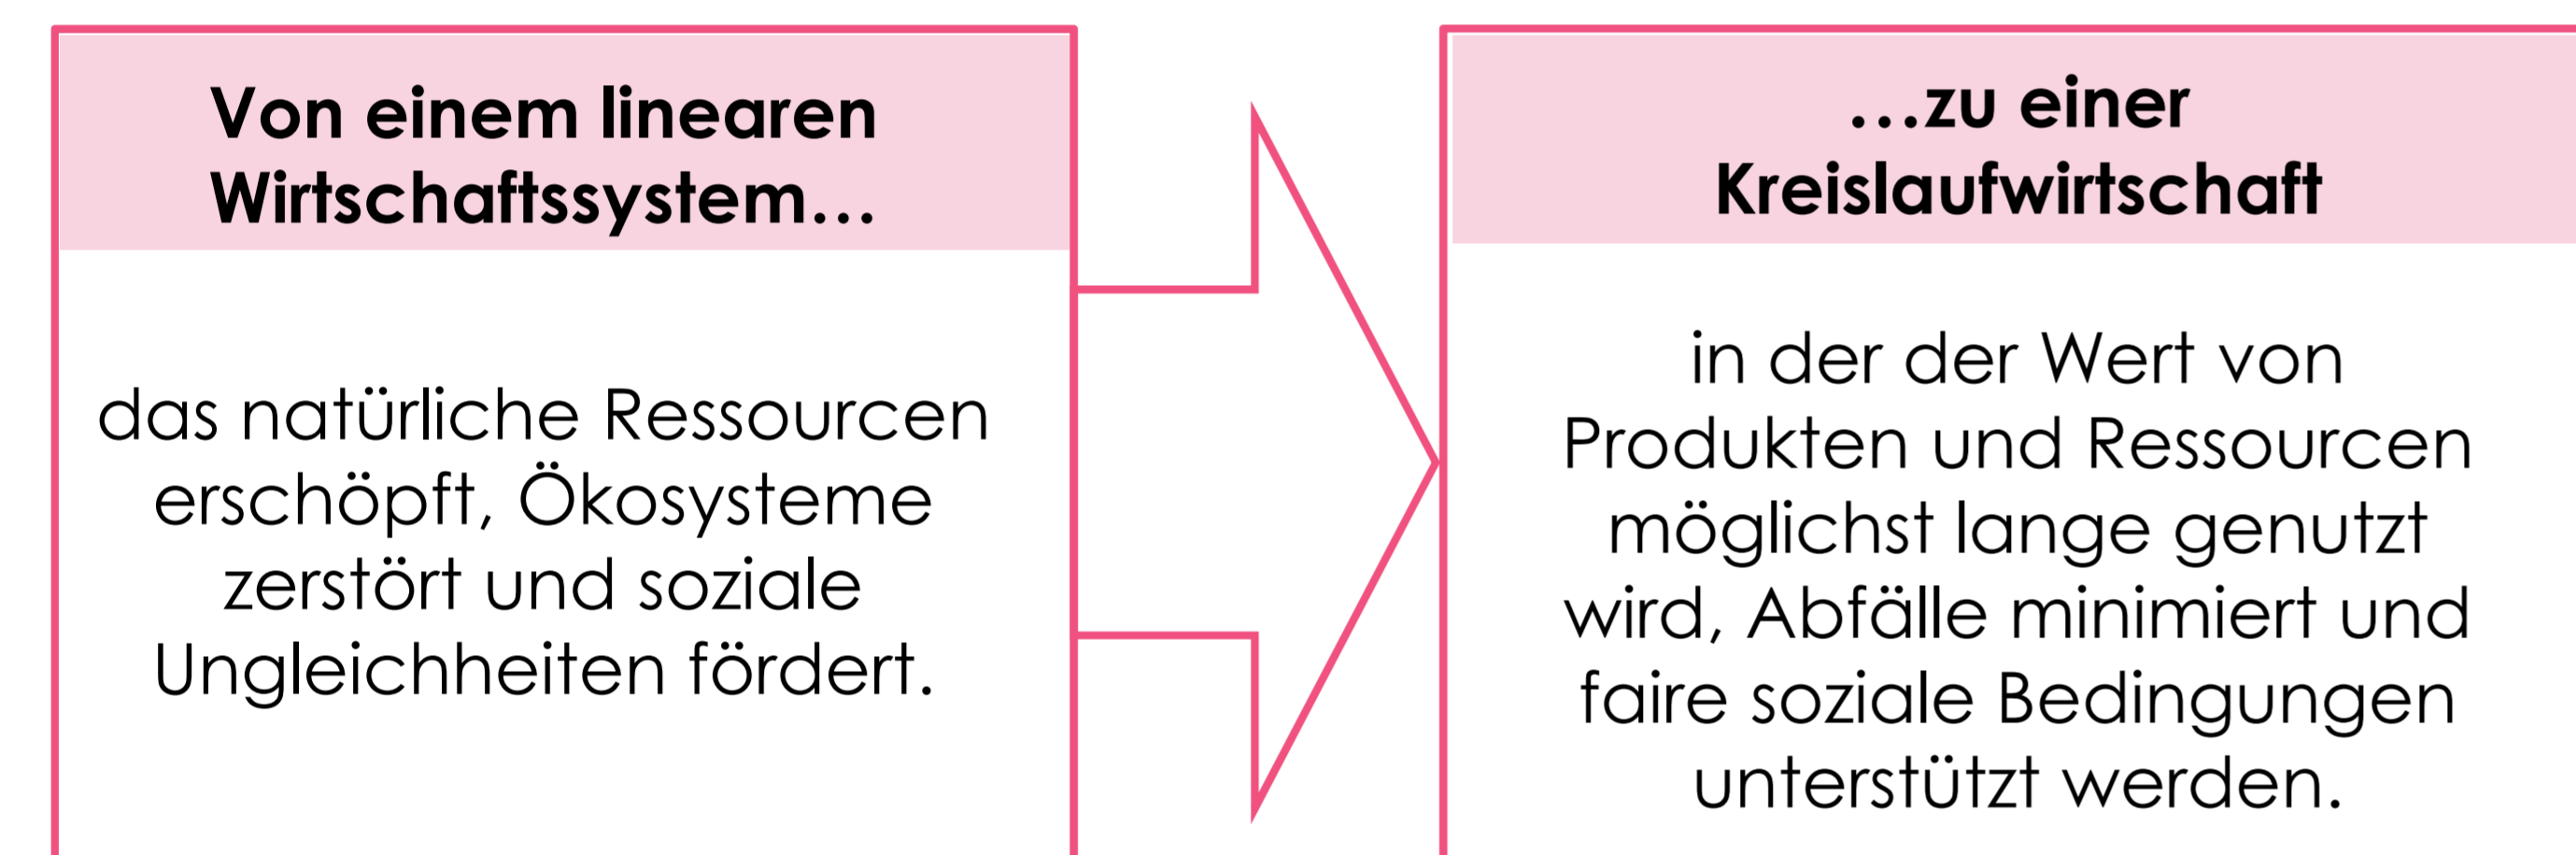 Von einem linearen
Wirtschaftssystem…
das natürliche Ressourcen
erschöpft, Ökosysteme
zerstört und soziale
Ungleichheiten fördert.
…zu einer
Kreislaufwirtschaft
in der der Wert von
Produkten und Ressourcen
möglichst lange genutzt
wird, Abfälle minimiert und
faire soziale Bedingungen
unterstützt werden.